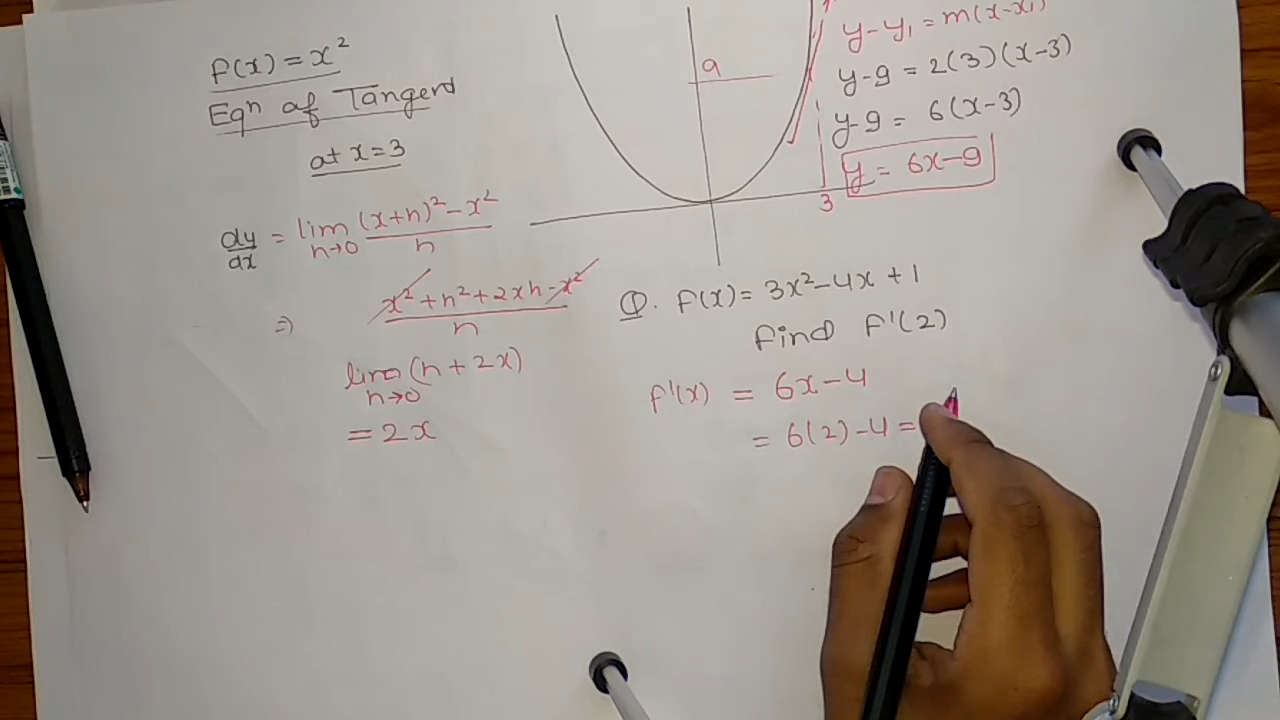 f(x) = x²
Eqⁿ of Tangent
at x=3
dy/dx = lim h→0 (x+h)² - x² / h
⇒ x² + h² + 2xh - x² / h
lim h→0 (h + 2x)
= 2x
9
3
y - y₁ = m(x - x₁)
y - 9 = 2(3)(x-3)
y - 9 = 6(x-3)
y = 6x - 9
Q. f(x) = 3x² - 4x + 1
find f'(2)
f'(x) = 6x - 4
= 6(2) - 4 =